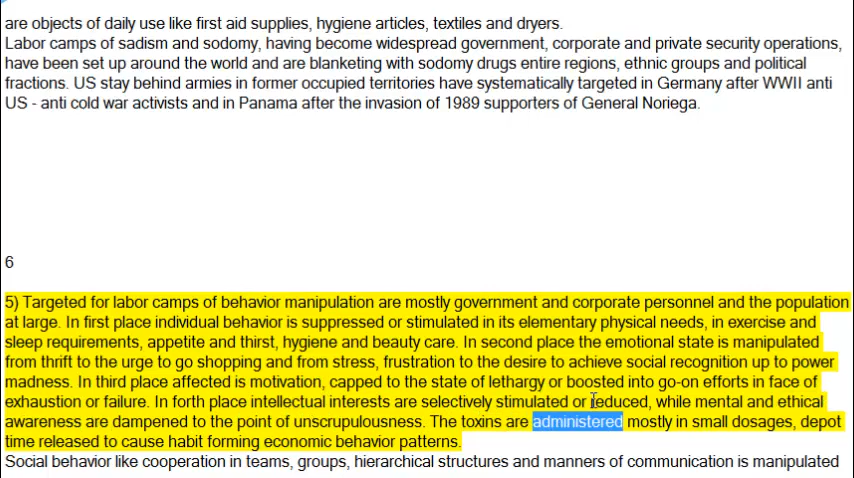 are objects of daily use like first aid supplies, hygiene articles, textiles and dryers.
Labor camps of sadism and sodomy, having become widespread government, corporate and private security operations,
have been set up around the world and are blanketing with sodomy drugs entire regions, ethnic groups and political
fractions. US stay behind armies in former occupied territories have systematically targeted in Germany after WWII anti
US - anti cold war activists and in Panama after the invasion of 1989 supporters of General Noriega.
6
5) Targeted for labor camps of behavior manipulation are mostly government and corporate personnel and the population
at large. In first place individual behavior is suppressed or stimulated in its elementary physical needs, in exercise and
sleep requirements, appetite and thirst, hygiene and beauty care. In second place the emotional state is manipulated
from thrift to the urge to go shopping and from stress, frustration to the desire to achieve social recognition up to power
madness. In third place affected is motivation, capped to the state of lethargy or boosted into go-on efforts in face of
exhaustion or failure. In forth place intellectual interests are selectively stimulated or reduced, while mental and ethical
awareness are dampened to the point of unscrupulousness. The toxins are administered mostly in small dosages, depot
time released to cause habit forming economic behavior patterns.
Social behavior like cooperation in teams, groups, hierarchical structures and manners of communication is manipulated